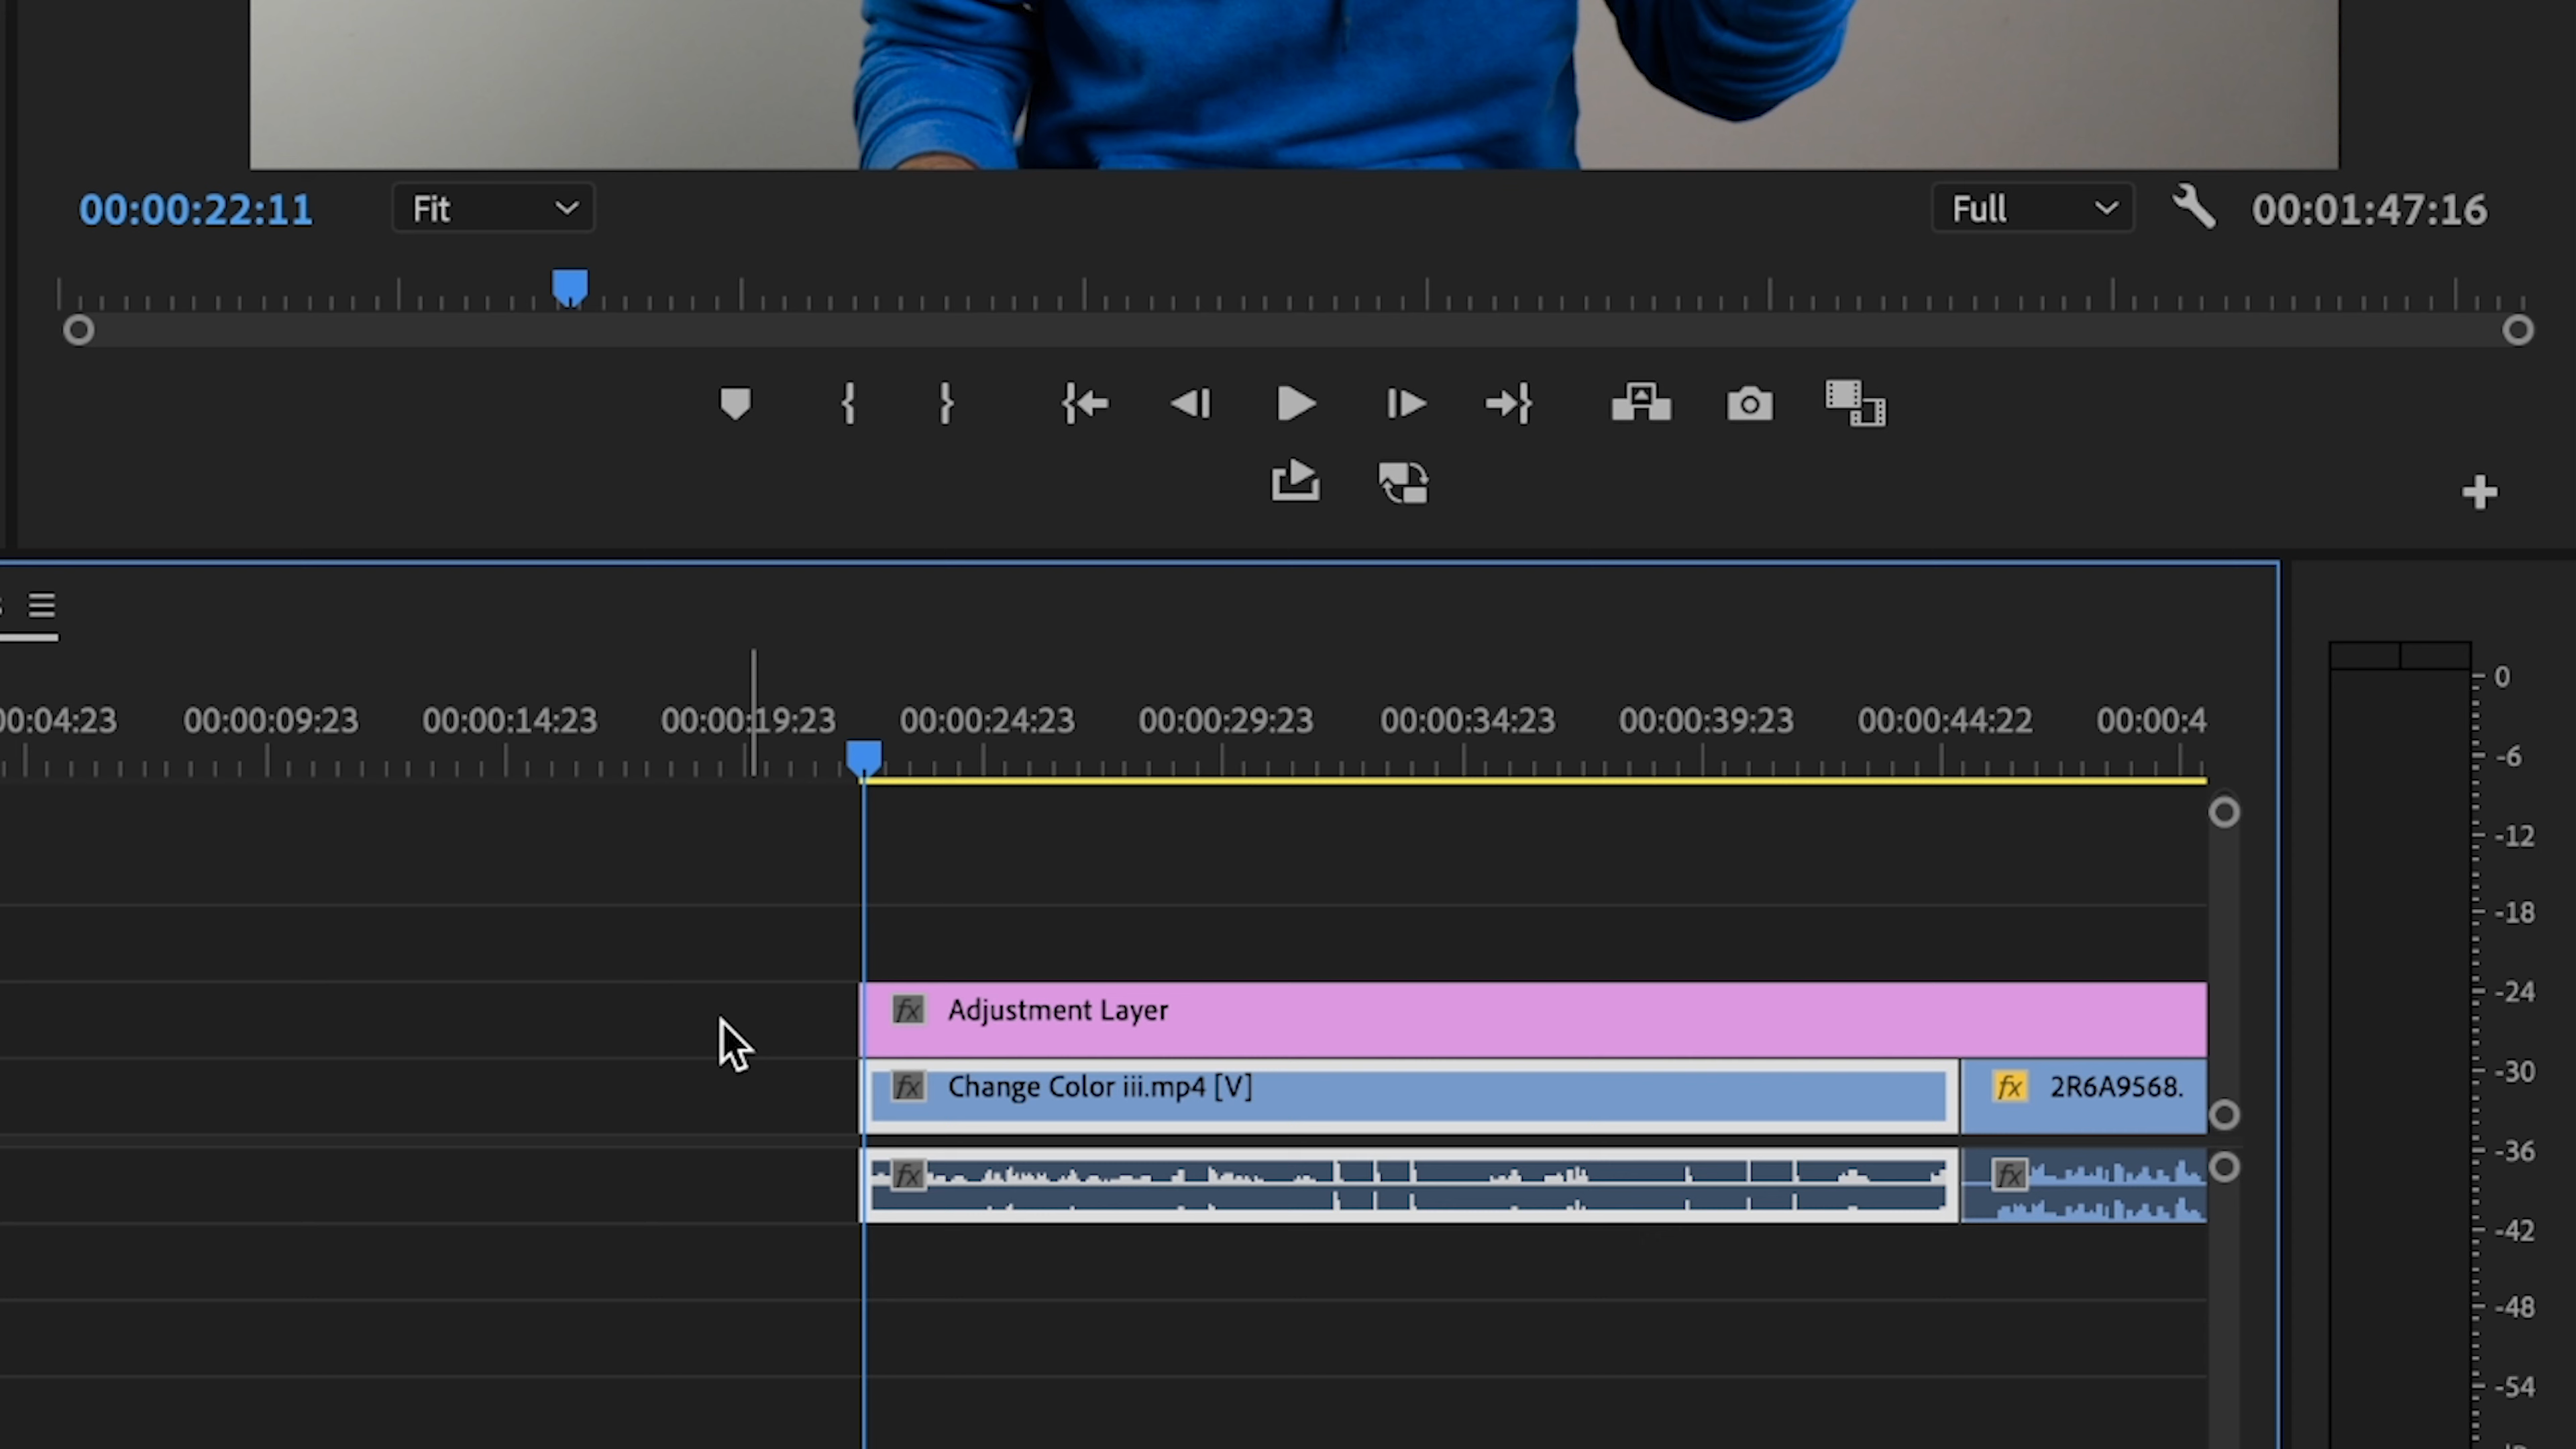 00:00:22:11 Fit Full 00:01:47:16
00:04:23 00:00:09:23 00:00:14:23 00:00:19:23 00:00:24:23 00:00:29:23 00:00:34:23 00:00:39:23 00:00:44:22 00:00:4
fx Adjustment Layer
fx Change Color iii.mp4 [V] fx 2R6A9568.
fx fx
0
-6
-12
-18
-24
-30
-36
-42
-48
-54